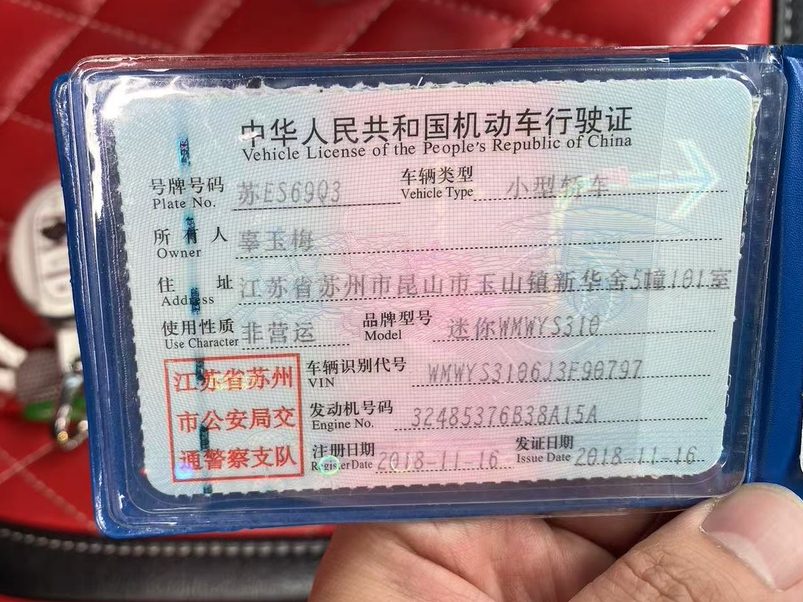 中华人民共和国机动车行驶证
Vehicle License of the People's Republic of China
号牌号码 苏ES69Q3 车辆类型 小型轿车
Plate No. Vehicle Type
所有人 辜玉梅
Owner
住址 江苏省苏州市昆山市玉山镇新华舍5幢101室
Address
使用性质 非营运 品牌型号 迷你WMWYS310
Use Character Model
江苏省苏州
市公安局交
通警察支队
车辆识别代号 WMWYS3106J3F90797
VIN
发动机号码 32485376B38A15A
Engine No.
注册日期 2018-11-16 发证日期 2018-11-16
Register Date Issue Date